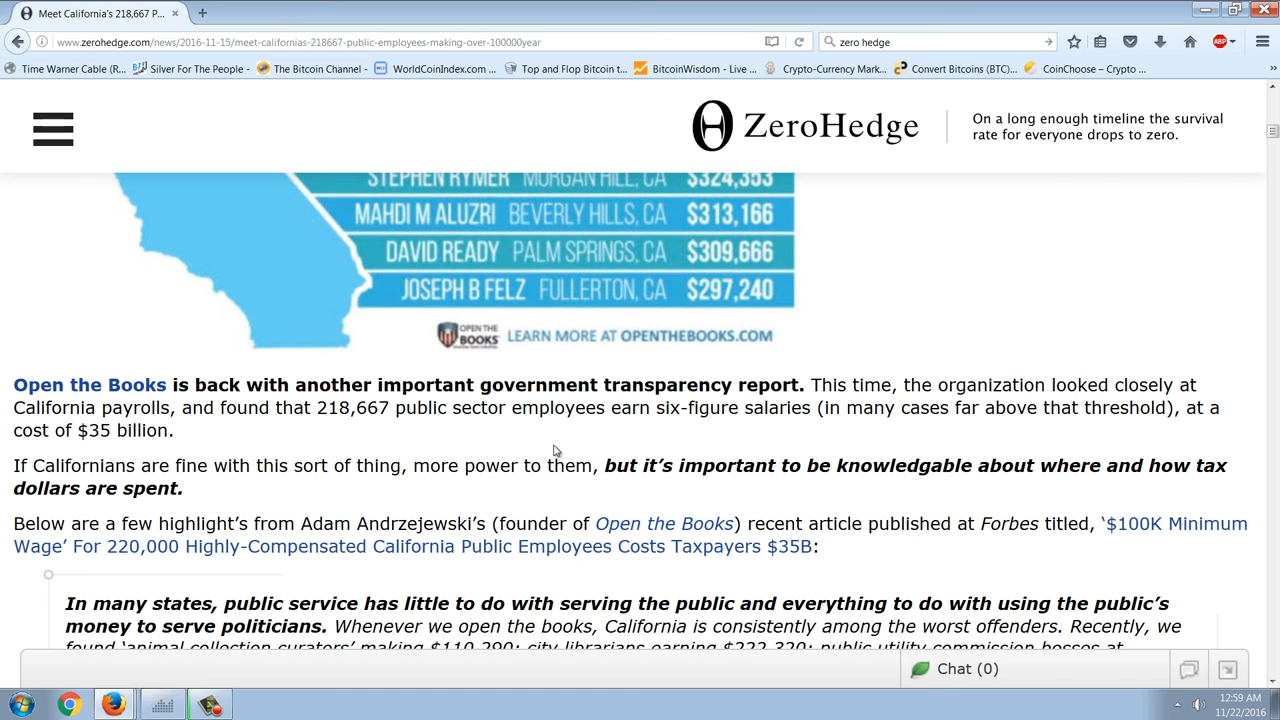 Meet California's 218,667 P...
www.zerohedge.com/news/2016-11-15/meet-californias-218667-public-employees-making-over-100000year
zero hedge
ABP
Time Warner Cable (R...
Silver For The People - ...
The Bitcoin Channel - ...
WorldCoinIndex.com ...
Top and Flop Bitcoin t...
BitcoinWisdom - Live ...
Crypto-Currency Mark...
Convert Bitcoins (BTC)...
CoinChoose – Crypto ...
ZeroHedge
On a long enough timeline the survival
rate for everyone drops to zero.
STEPHEN RYMER MORGAN HILL, CA $324,353
MAHDI M ALUZRI BEVERLY HILLS, CA $313,166
DAVID READY PALM SPRINGS, CA $309,666
JOSEPH B FELZ FULLERTON, CA $297,240
OPEN THE
BOOKS
LEARN MORE AT OPENTHEBOOKS.COM
Open the Books is back with another important government transparency report. This time, the organization looked closely at
California payrolls, and found that 218,667 public sector employees earn six-figure salaries (in many cases far above that threshold), at a
cost of $35 billion.
If Californians are fine with this sort of thing, more power to them, but it's important to be knowledgable about where and how tax
dollars are spent.
Below are a few highlight's from Adam Andrzejewski's (founder of Open the Books) recent article published at Forbes titled, '$100K Minimum
Wage' For 220,000 Highly-Compensated California Public Employees Costs Taxpayers $35B:
In many states, public service has little to do with serving the public and everything to do with using the public's
money to serve politicians. Whenever we open the books, California is consistently among the worst offenders. Recently, we
found 'animal collection curators' making $110,290; city librarians earning $222,320; public utility commission bosses at
Chat (0)
12:59 AM
11/22/2016